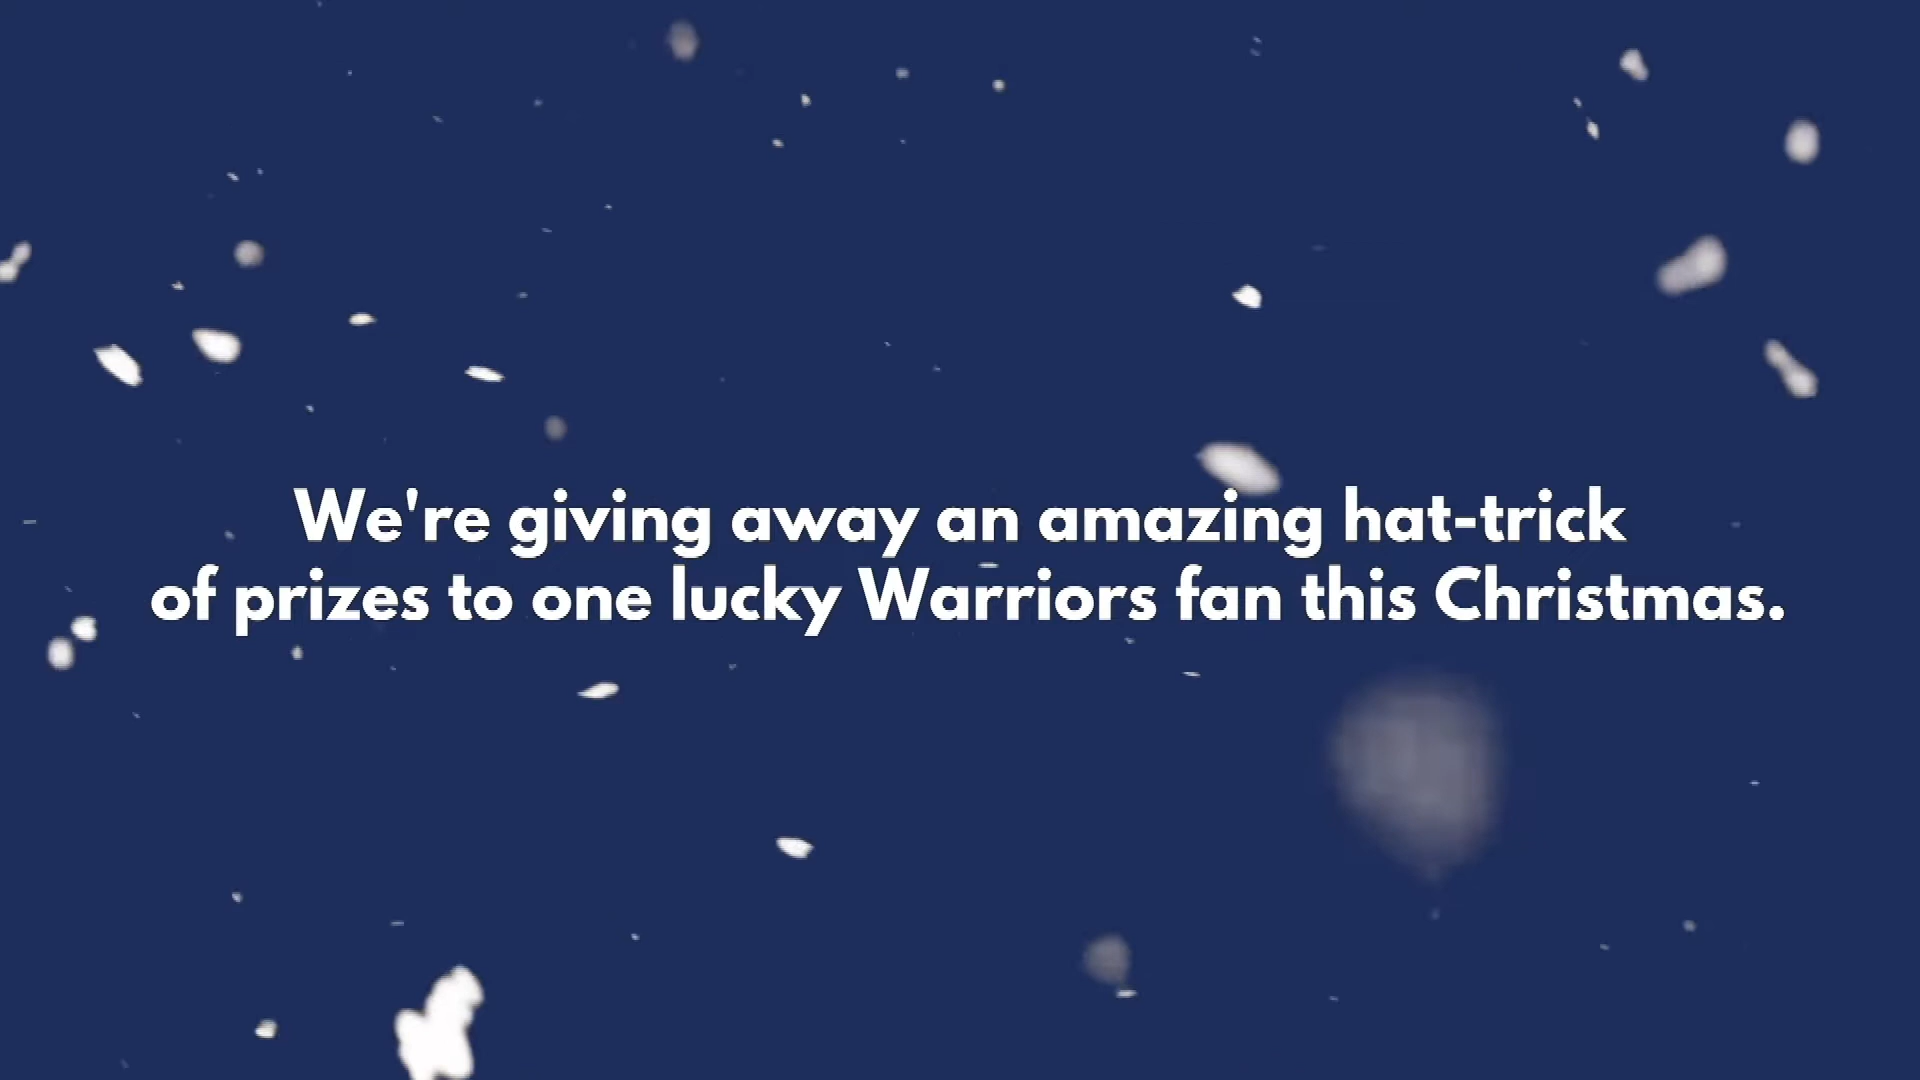 We're giving away an amazing hat-trick
of prizes to one lucky Warriors fan this Christmas.